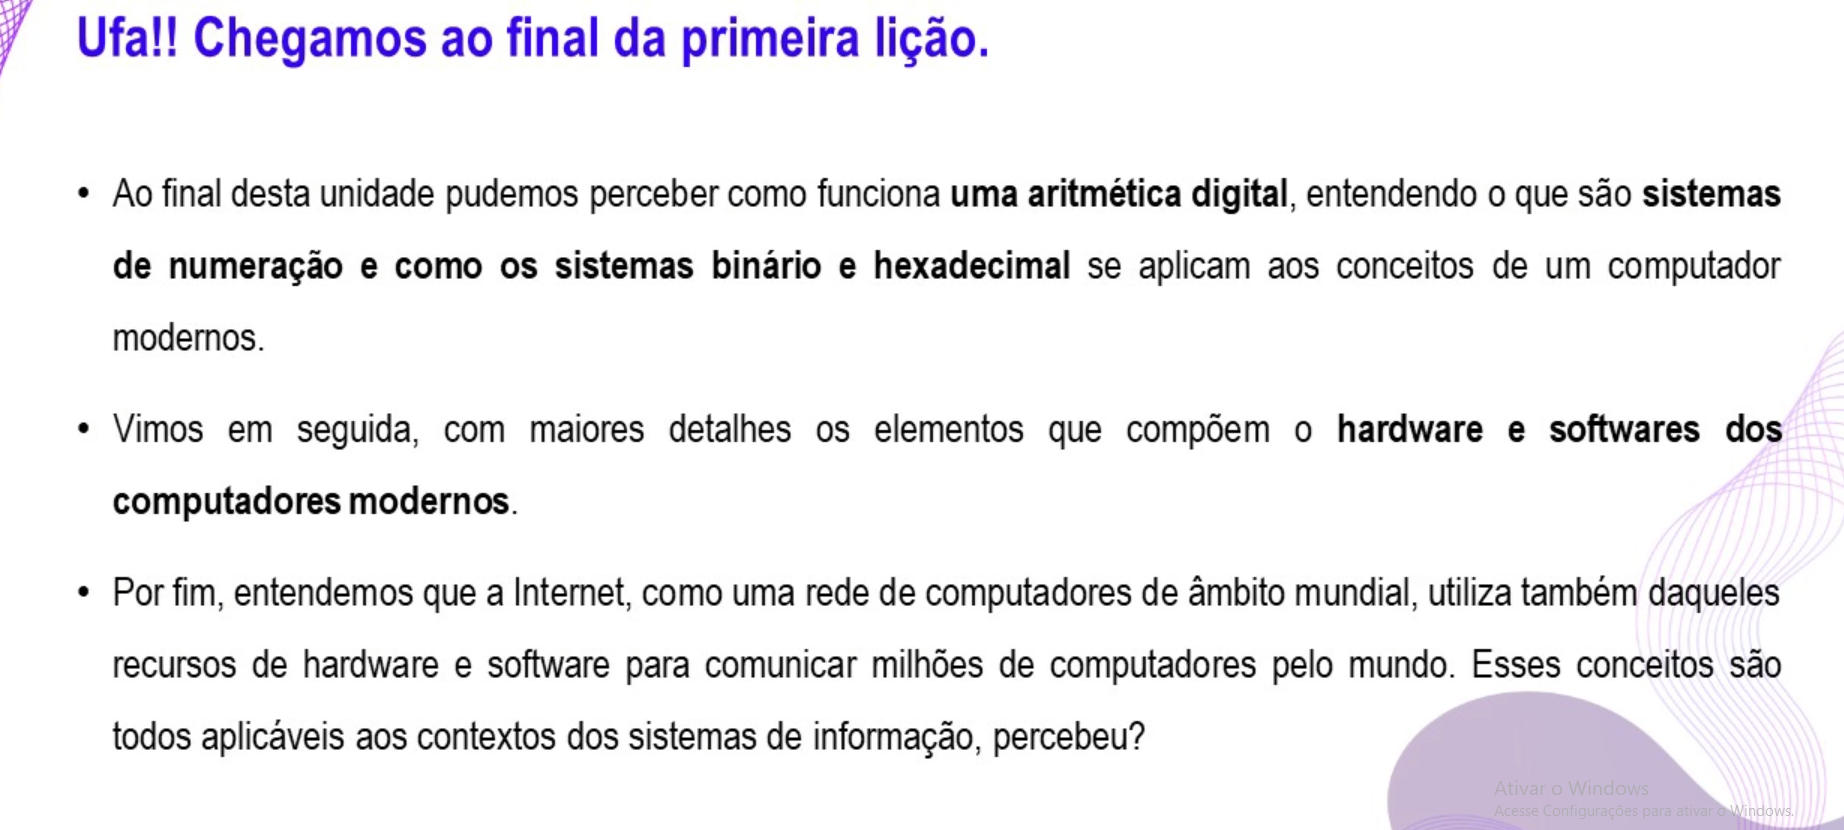 Ufa!! Chegamos ao final da primeira lição.
• Ao final desta unidade pudemos perceber como funciona uma aritmética digital, entendendo o que são sistemas
de numeração e como os sistemas binário e hexadecimal se aplicam aos conceitos de um computador
modernos.
• Vimos em seguida, com maiores detalhes os elementos que compõem o hardware e softwares dos
computadores modernos.
• Por fim, entendemos que a Internet, como uma rede de computadores de âmbito mundial, utiliza também daqueles
recursos de hardware e software para comunicar milhões de computadores pelo mundo. Esses conceitos são
todos aplicáveis aos contextos dos sistemas de informação, percebeu?
Ativar o Windows
Acesse Configurações para ativar o Windows.